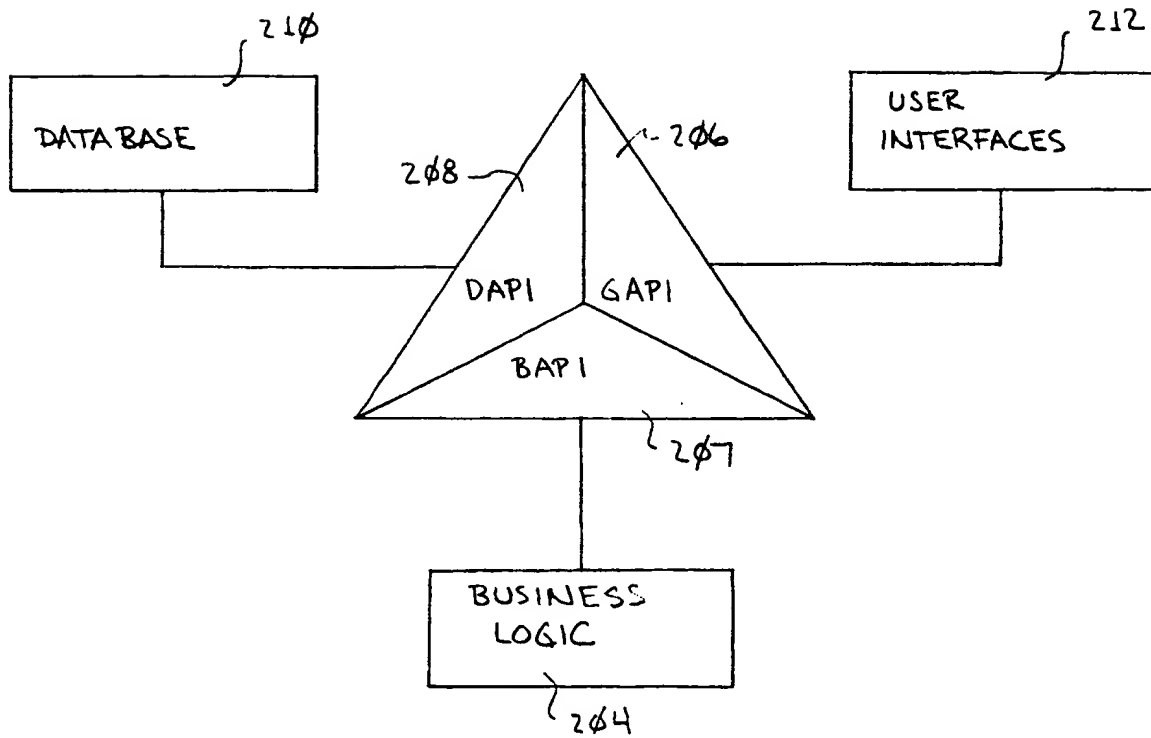 210
212
DATABASE
USER
INTERFACES
206
208
DAPI
GAPI
BAPI
207
BUSINESS
LOGIC
204